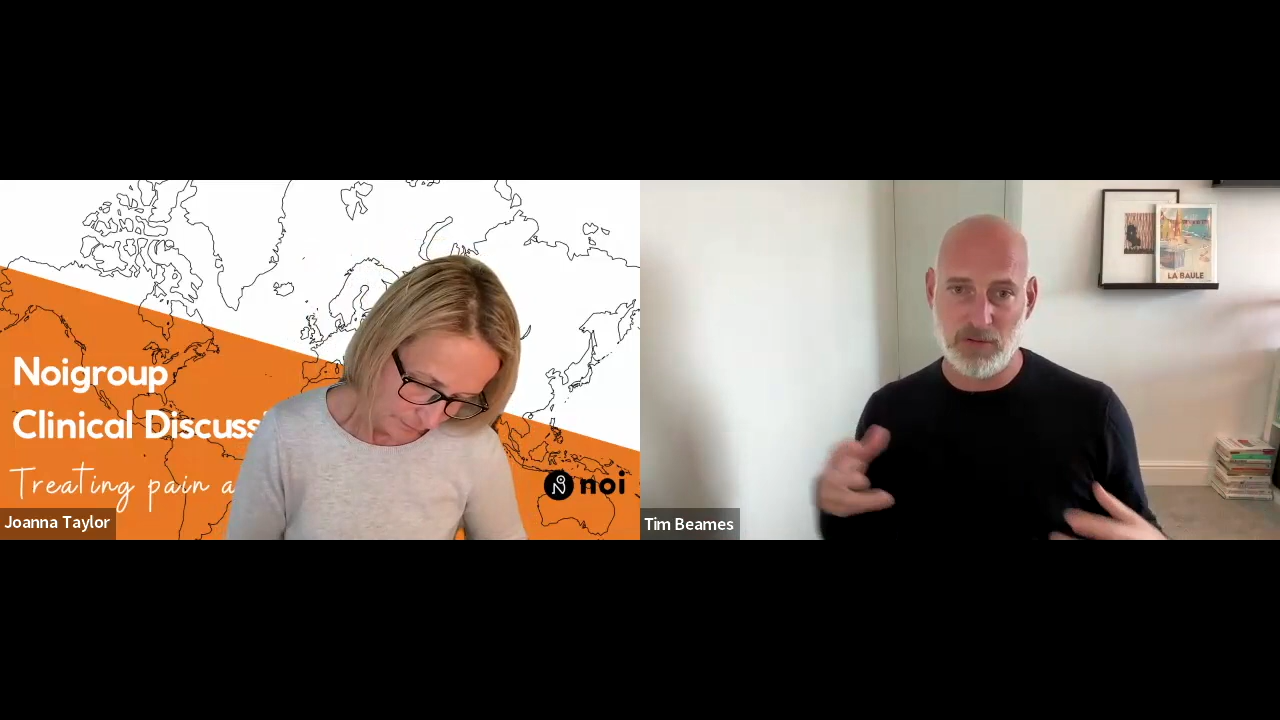 Noigroup
Clinical Discuss
Treating pain a
noi
Joanna Taylor
LA BAULE
Tim Beames